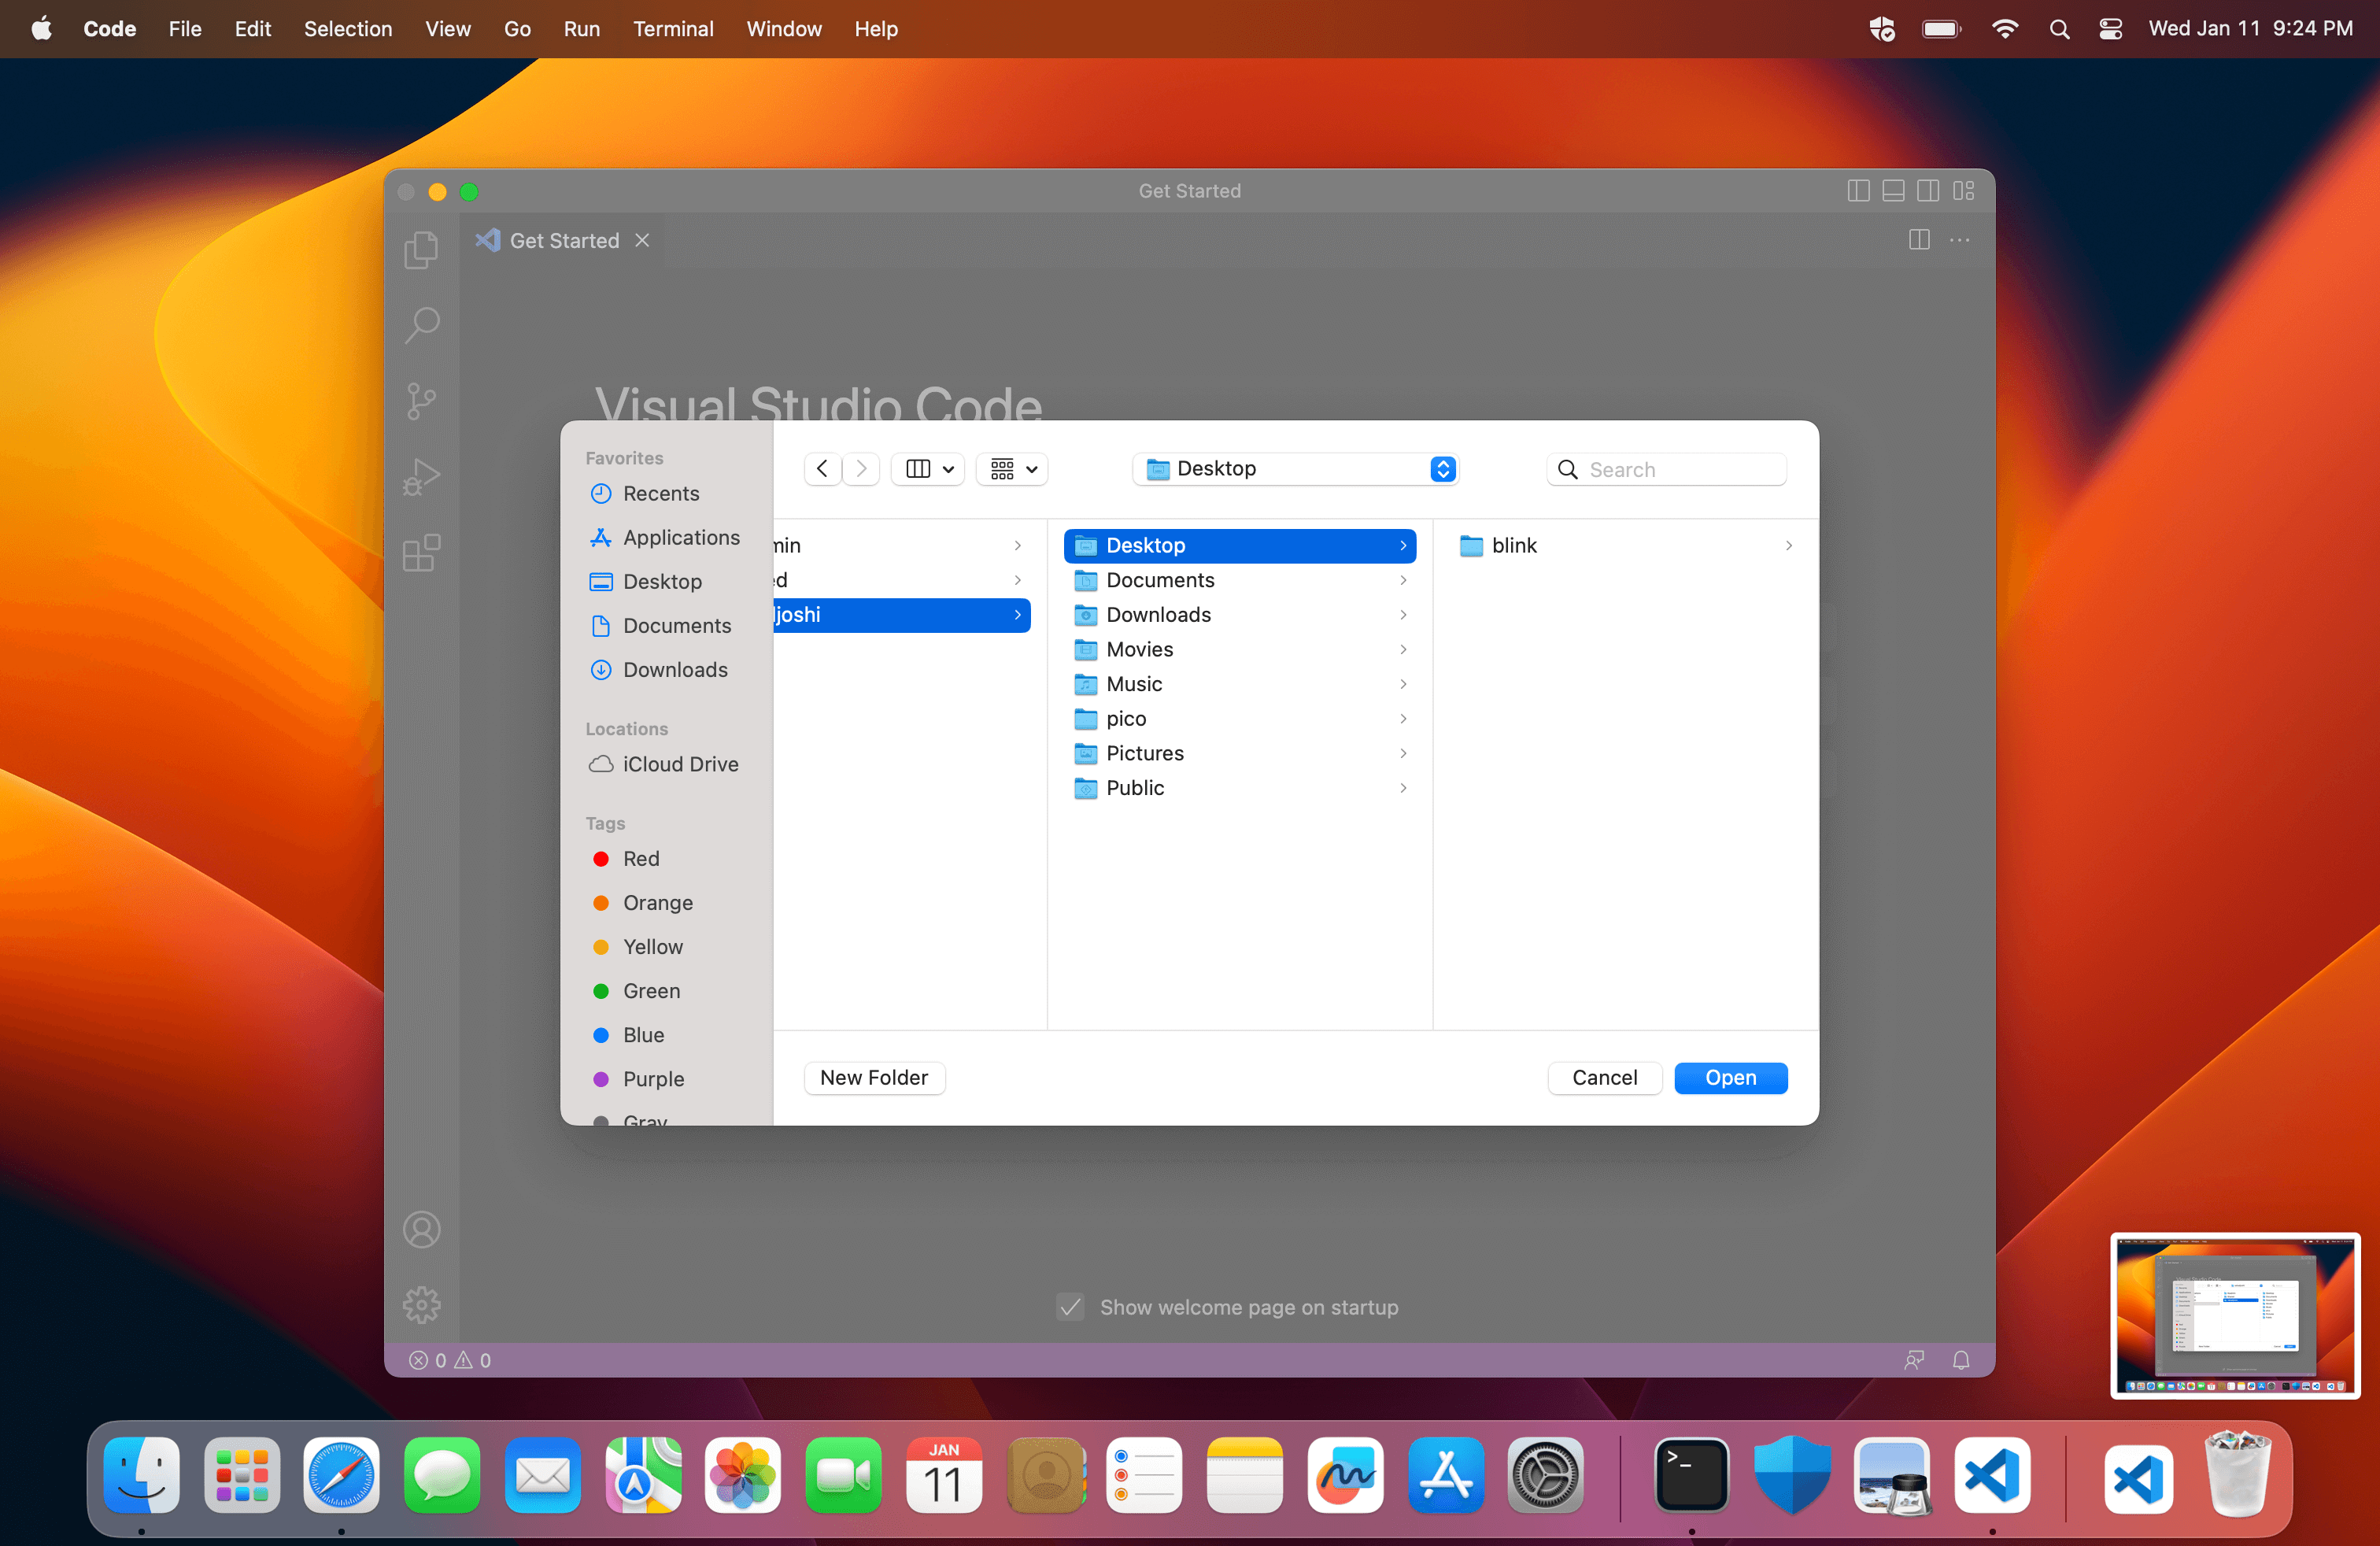 Code File Edit Selection View Go Run Terminal Window Help Wed Jan 11 9:24 PM
Get Started
Get Started
Visual Studio Code
Favorites
Recents
Applications
Desktop
Documents
Downloads
Locations
iCloud Drive
Tags
Red
Orange
Yellow
Green
Blue
Purple
Gray
Desktop
Search
min
ed
ljoshi
Desktop
Documents
Downloads
Movies
Music
pico
Pictures
Public
blink
New Folder
Cancel
Open
Show welcome page on startup
0 0
JAN
11
>_